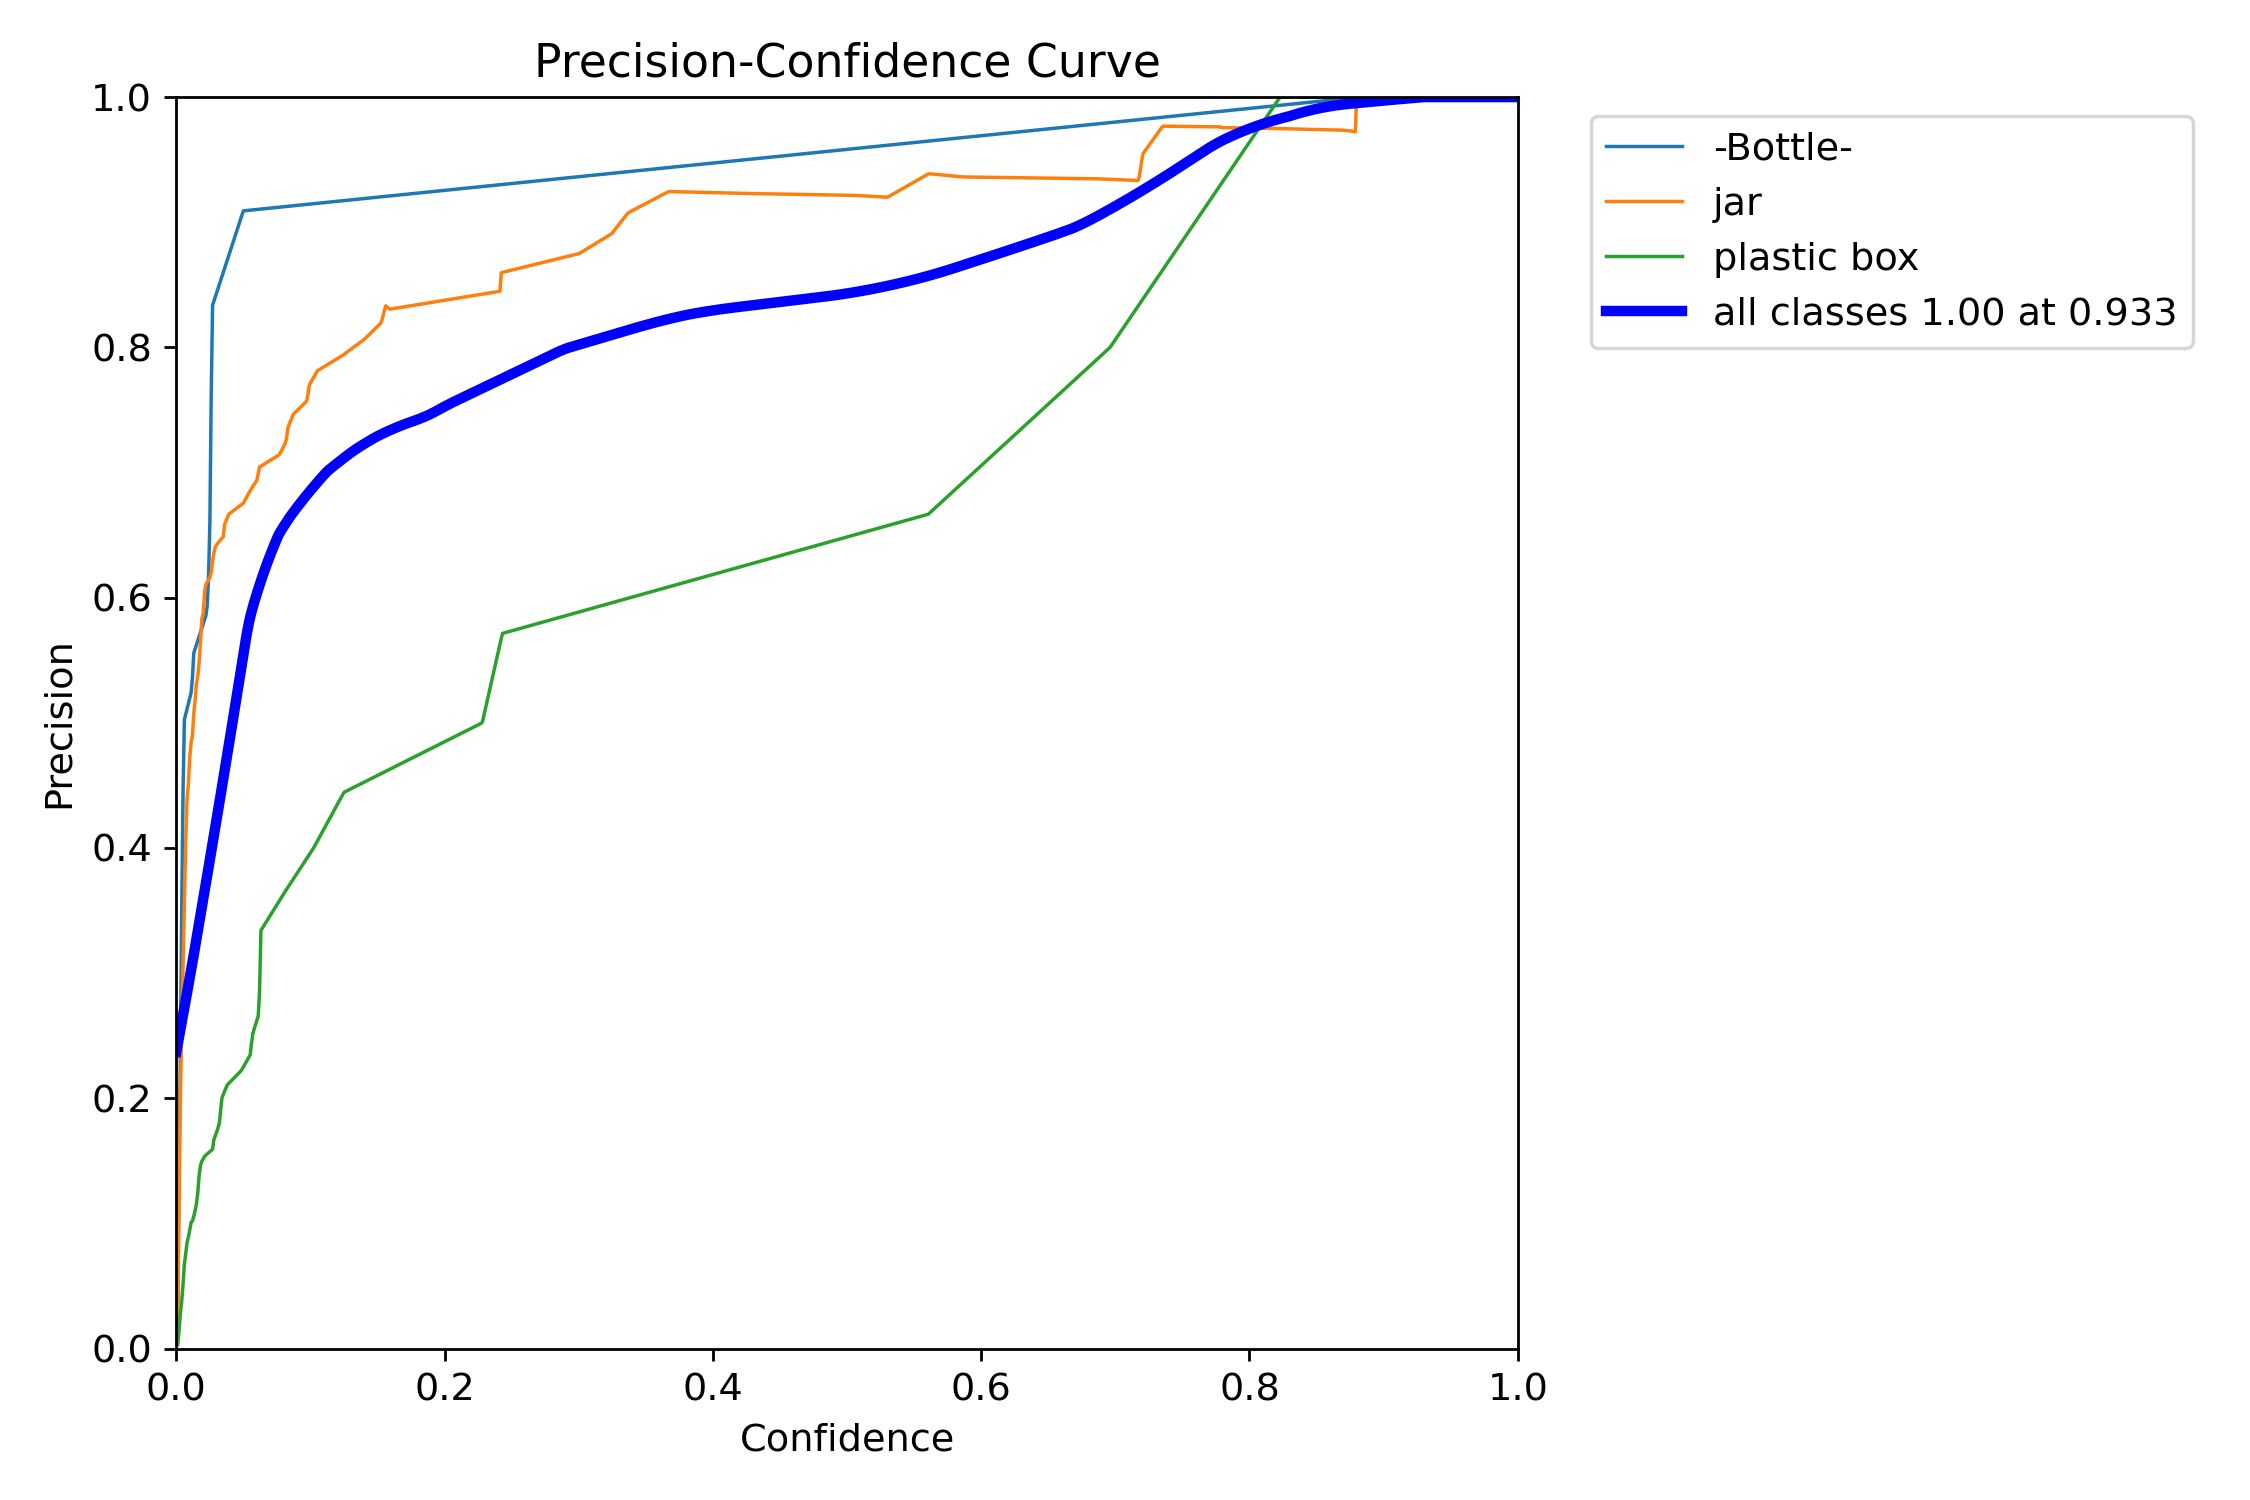 Precision-Confidence Curve
1.0
0.8
0.6
0.4
0.2
0.0
Precision
0.0 0.2 0.4 0.6 0.8 1.0
Confidence
-Bottle-
jar
plastic box
all classes 1.00 at 0.933